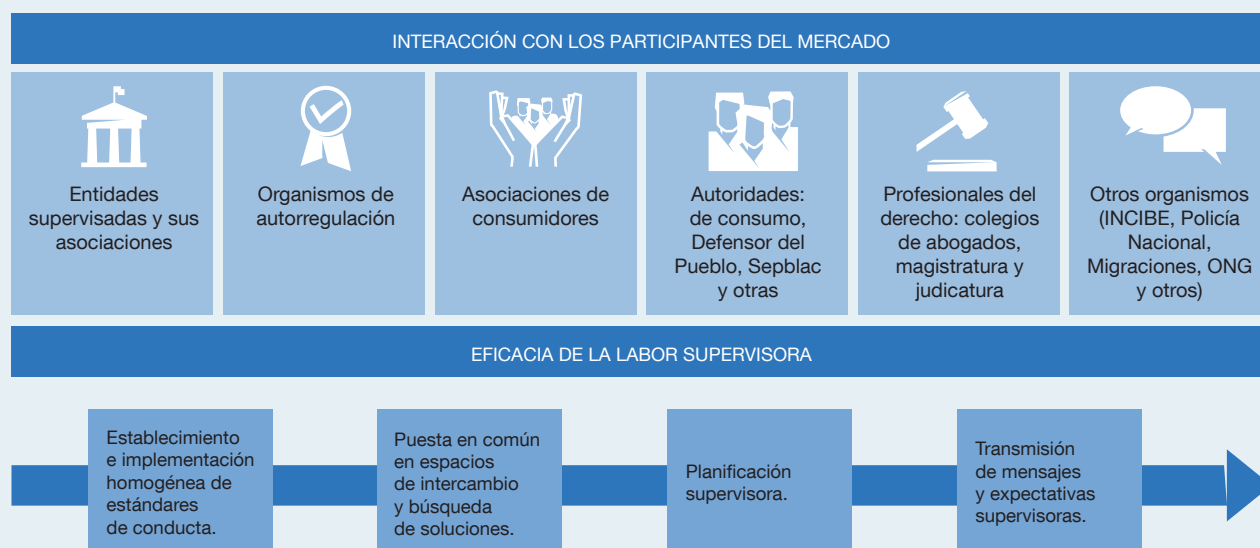 INTERACCIÓN CON LOS PARTICIPANTES DEL MERCADO
Entidades
supervisadas y sus
asociaciones
Organismos de
autorregulación
Asociaciones de
consumidores
Autoridades:
de consumo,
Defensor del
Pueblo, Sepblac
y otras
Profesionales del
derecho: colegios
de abogados,
magistratura y
judicatura
Otros organismos
(INCIBE, Policía
Nacional,
Migraciones, ONG
y otros)
EFICACIA DE LA LABOR SUPERVISORA
Establecimiento
e implementación
homogénea de
estándares
de conducta.
Puesta en común
en espacios
de intercambio
y búsqueda
de soluciones.
Planificación
supervisora.
Transmisión
de mensajes
y expectativas
supervisoras.